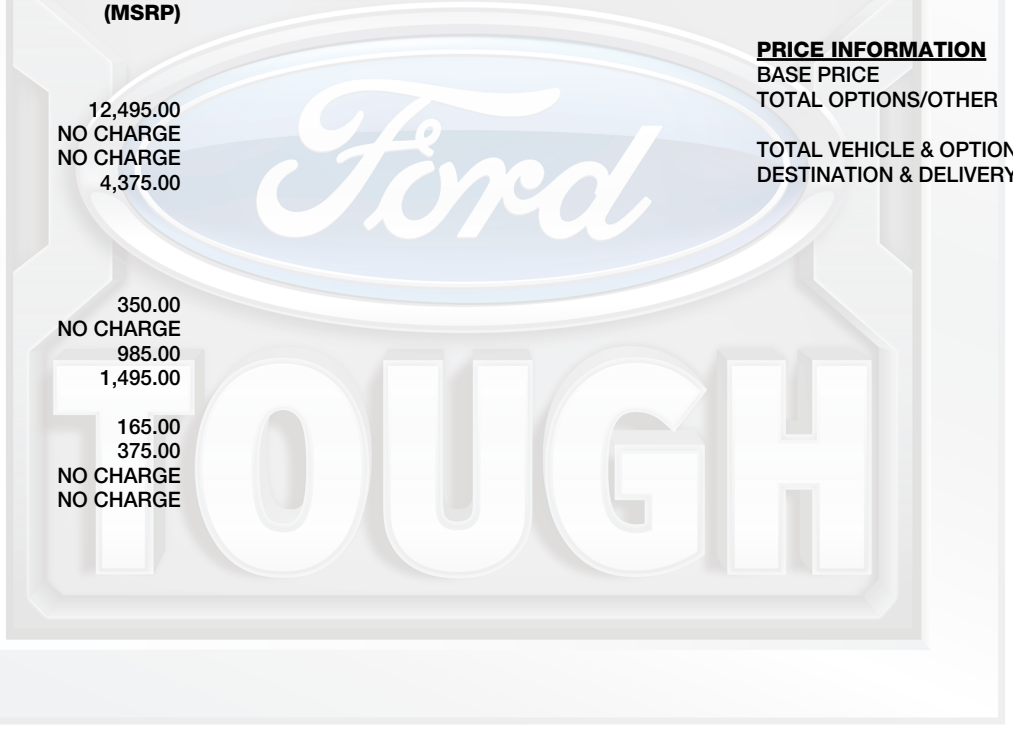 (MSRP)
12,495.00
NO CHARGE
NO CHARGE
4,375.00
350.00
NO CHARGE
985.00
1,495.00
165.00
375.00
NO CHARGE
NO CHARGE
PRICE INFORMATION
BASE PRICE
TOTAL OPTIONS/OTHER
TOTAL VEHICLE & OPTION
DESTINATION & DELIVERY
Ford
TOUGH